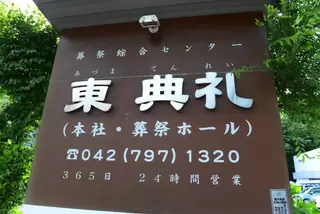 葬祭綜合センター
あづま てんれい
東典礼
(本社・葬祭ホール)
☎042(797)1320
365日 24時間営業